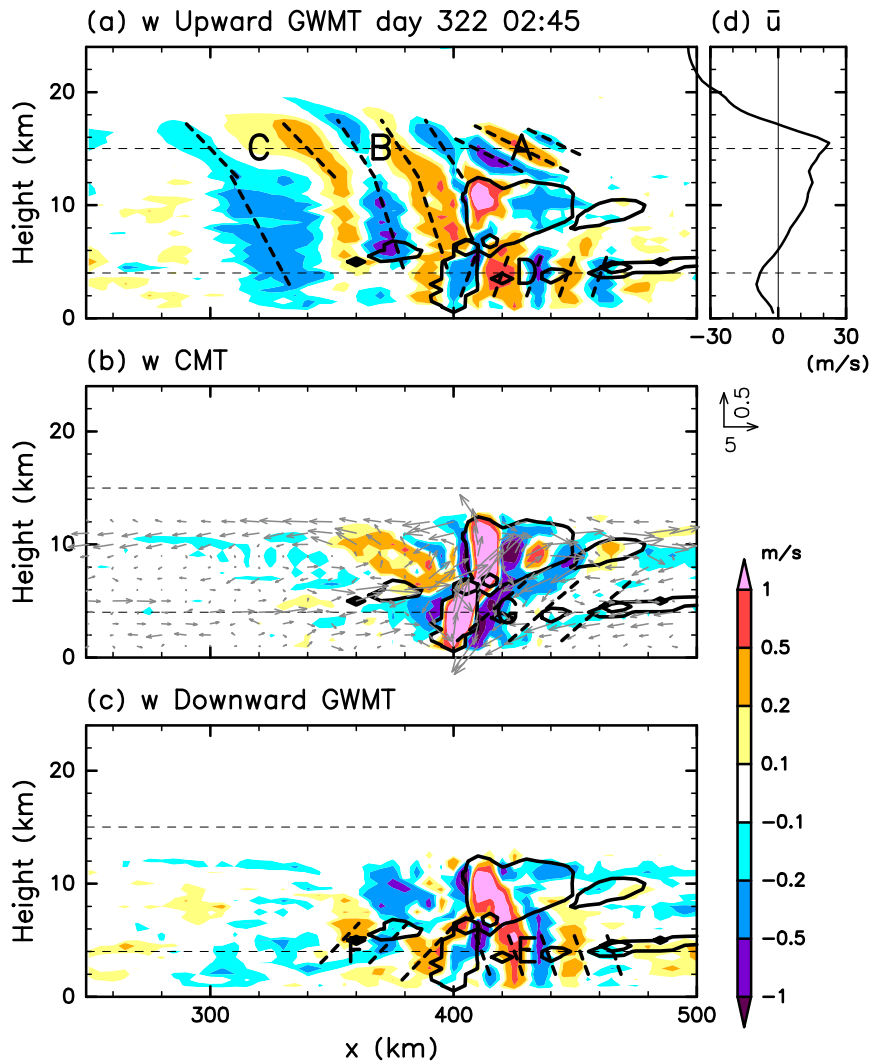 (a) w Upward GWMT day 322 02:45
(d) ū
Height (km)
20
10
0
C
B
A
D
−30
0
30
(m/s)
(b) w CMT
0.5
5
Height (km)
20
10
0
G
m/s
1
0.5
0.2
0.1
−0.1
−0.2
−0.5
−1
(c) w Downward GWMT
Height (km)
20
10
0
F
E
300
400
500
x (km)